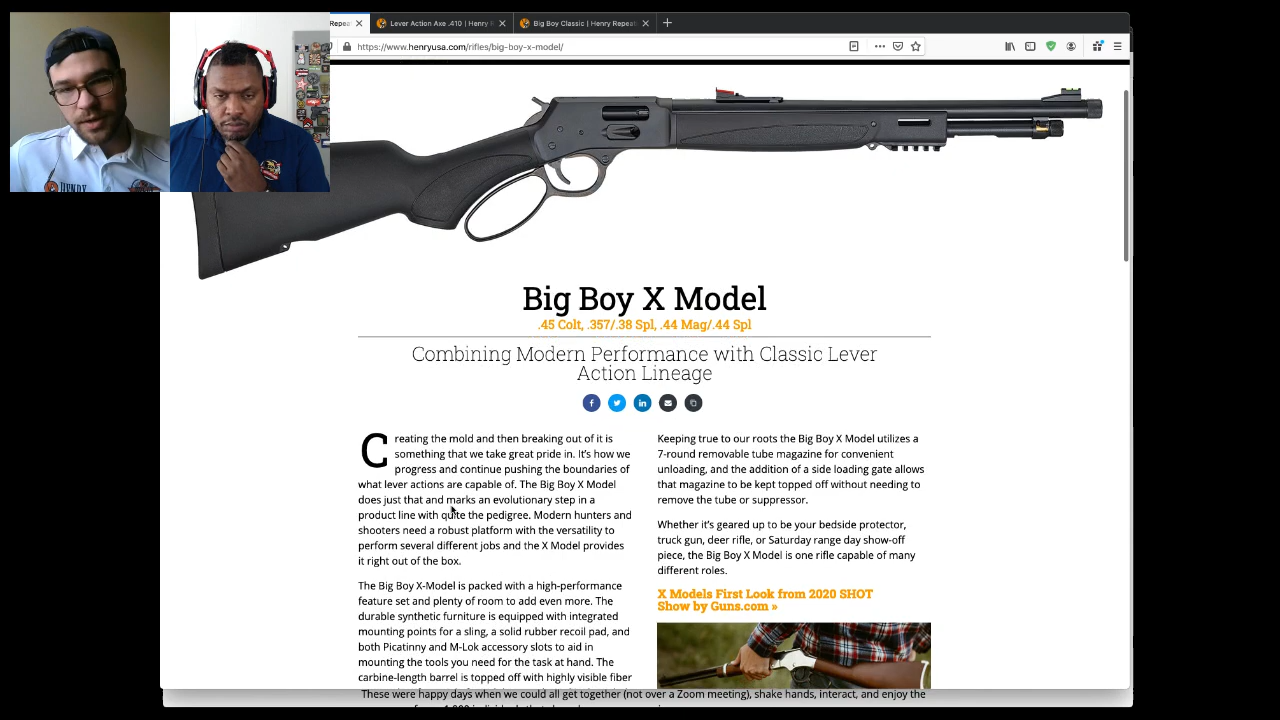 Repea
Lever Action Axe .410 | Henry R
Big Boy Classic | Henry Repeat
https://www.henryusa.com/rifles/big-boy-x-model/
HENRY
Big Boy X Model
.45 Colt, .357/.38 Spl, .44 Mag/.44 Spl
Combining Modern Performance with Classic Lever
Action Lineage
Creating the mold and then breaking out of it is
something that we take great pride in. It's how we
progress and continue pushing the boundaries of
what lever actions are capable of. The Big Boy X Model
does just that and marks an evolutionary step in a
product line with quite the pedigree. Modern hunters and
shooters need a robust platform with the versatility to
perform several different jobs and the X Model provides
it right out of the box.
The Big Boy X-Model is packed with a high-performance
feature set and plenty of room to add even more. The
durable synthetic furniture is equipped with integrated
mounting points for a sling, a solid rubber recoil pad, and
both Picatinny and M-Lok accessory slots to aid in
mounting the tools you need for the task at hand. The
carbine-length barrel is topped off with highly visible fiber
Keeping true to our roots the Big Boy X Model utilizes a
7-round removable tube magazine for convenient
unloading, and the addition of a side loading gate allows
that magazine to be kept topped off without needing to
remove the tube or suppressor.
Whether it's geared up to be your bedside protector,
truck gun, deer rifle, or Saturday range day show-off
piece, the Big Boy X Model is one rifle capable of many
different roles.
X Models First Look from 2020 SHOT
Show by Guns.com »
These were happy days when we could all get together (not over a Zoom meeting), shake hands, interact, and enjoy the